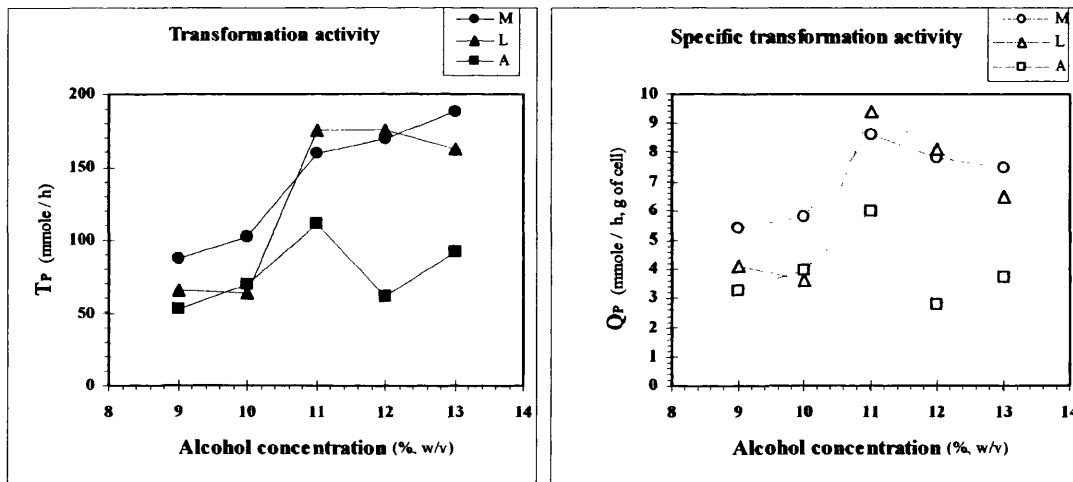 Transformation activity
M
L
A
200
150
100
50
0
TP (mmole / h)
8 9 10 11 12 13 14
Alcohol concentration (%, w/v)
Specific transformation activity
M
L
A
10
9
8
7
6
5
4
3
2
1
0
QP (mmole / h, g of cell)
8 9 10 11 12 13 14
Alcohol concentration (%, w/v)